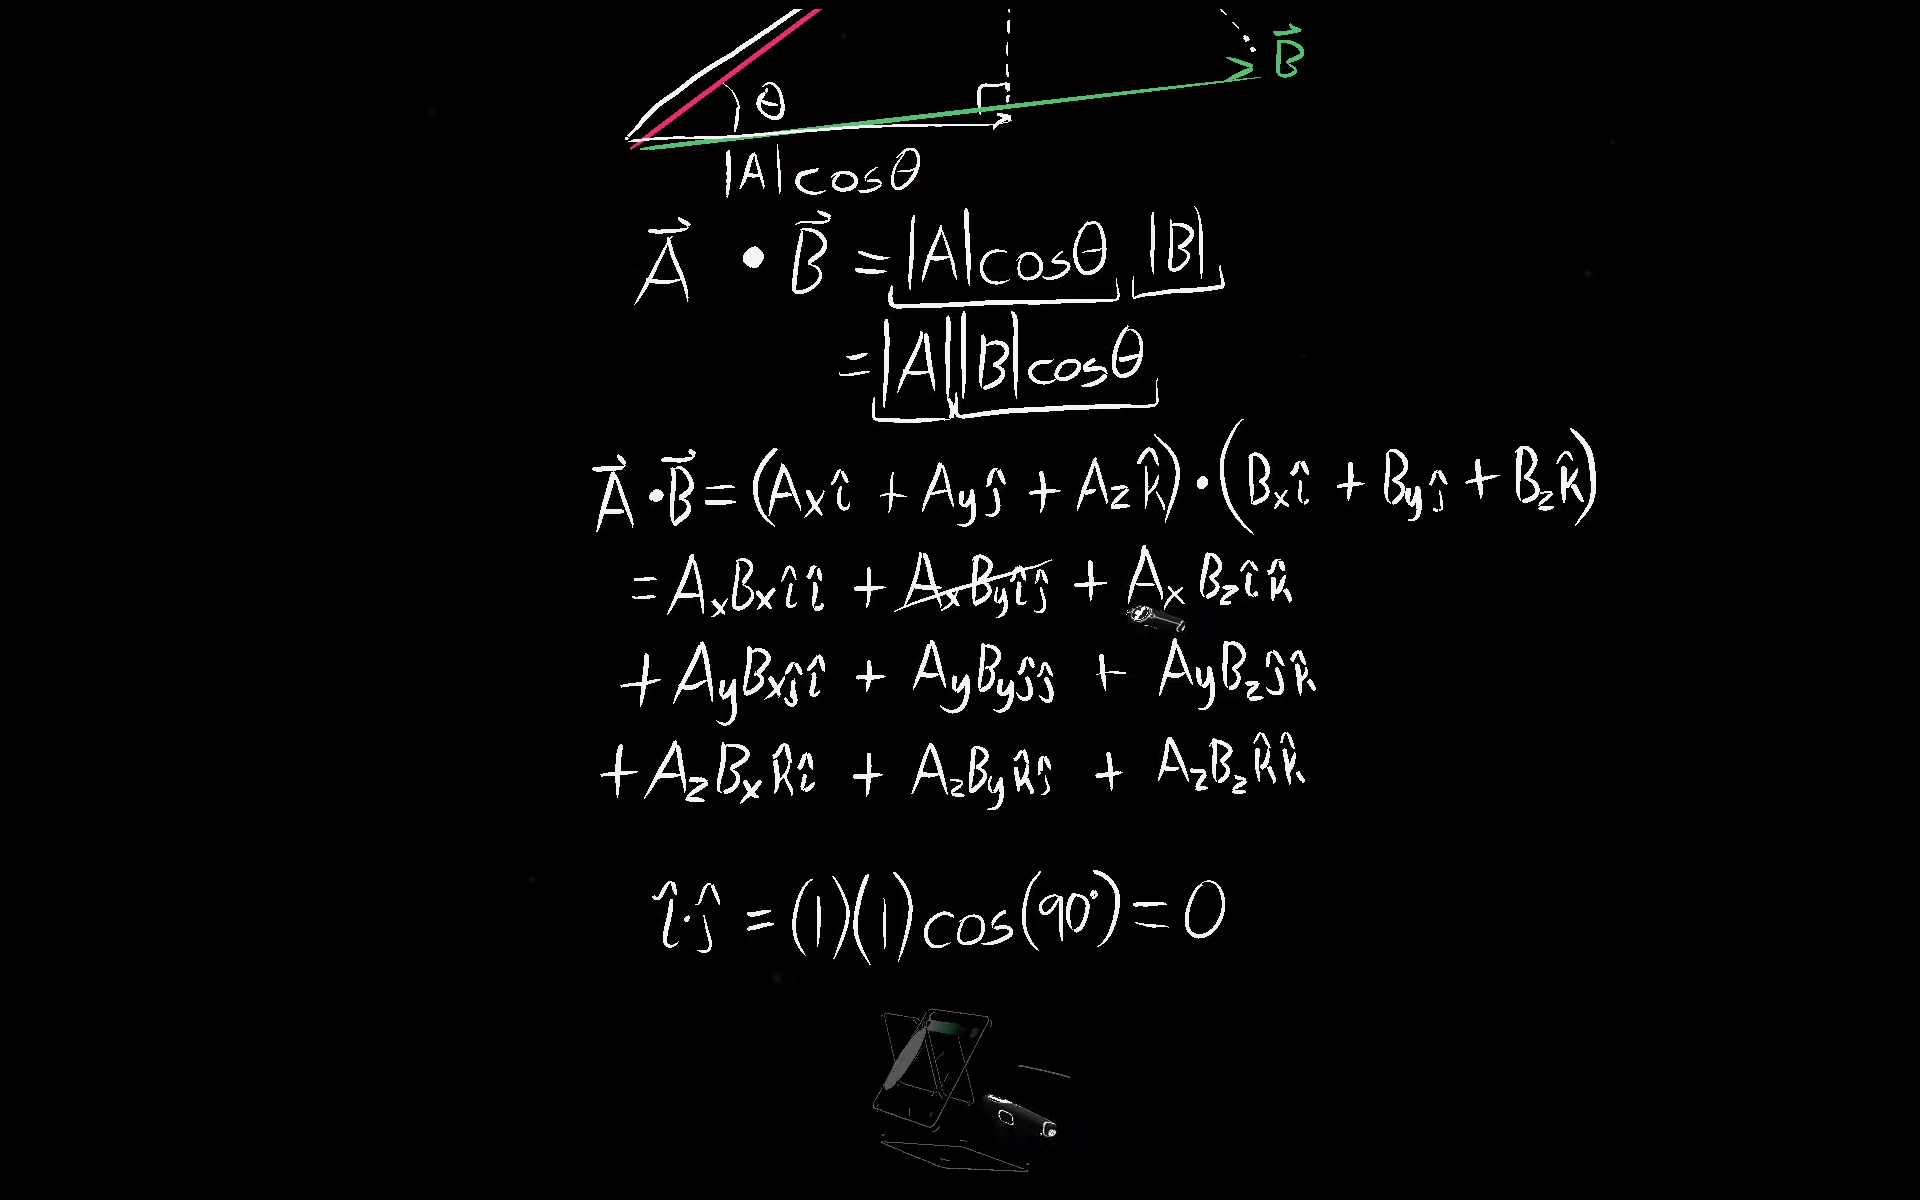 B⃗
θ
|A|cosθ
A⃗ • B⃗ = |A|cosθ |B|
= |A||B|cosθ
A⃗ • B⃗ = (Axî + Ayĵ + Azk̂) • (Bxî + Byĵ + Bzk̂)
= AxBxîî + AxByîĵ + AxBzîk̂
+ AyBxĵî + AyByĵĵ + AyBzĵk̂
+ AzBxk̂î + AzByk̂ĵ + AzBzk̂k̂
î·ĵ = (1)(1)cos(90°) = 0